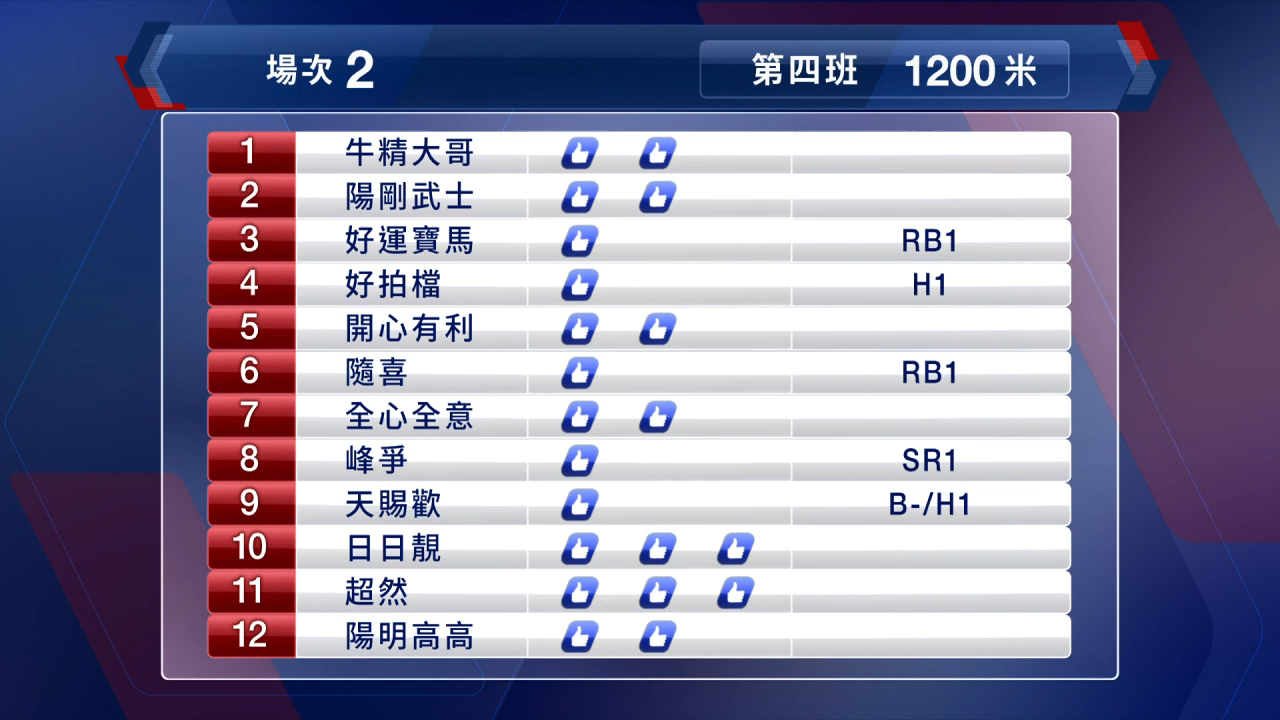 場次 2 第四班 1200 米
1 牛精大哥
2 陽剛武士
3 好運寶馬 RB1
4 好拍檔 H1
5 開心有利
6 隨喜 RB1
7 全心全意
8 峰爭 SR1
9 天賜歡 B-/H1
10 日日靚
11 超然
12 陽明高高